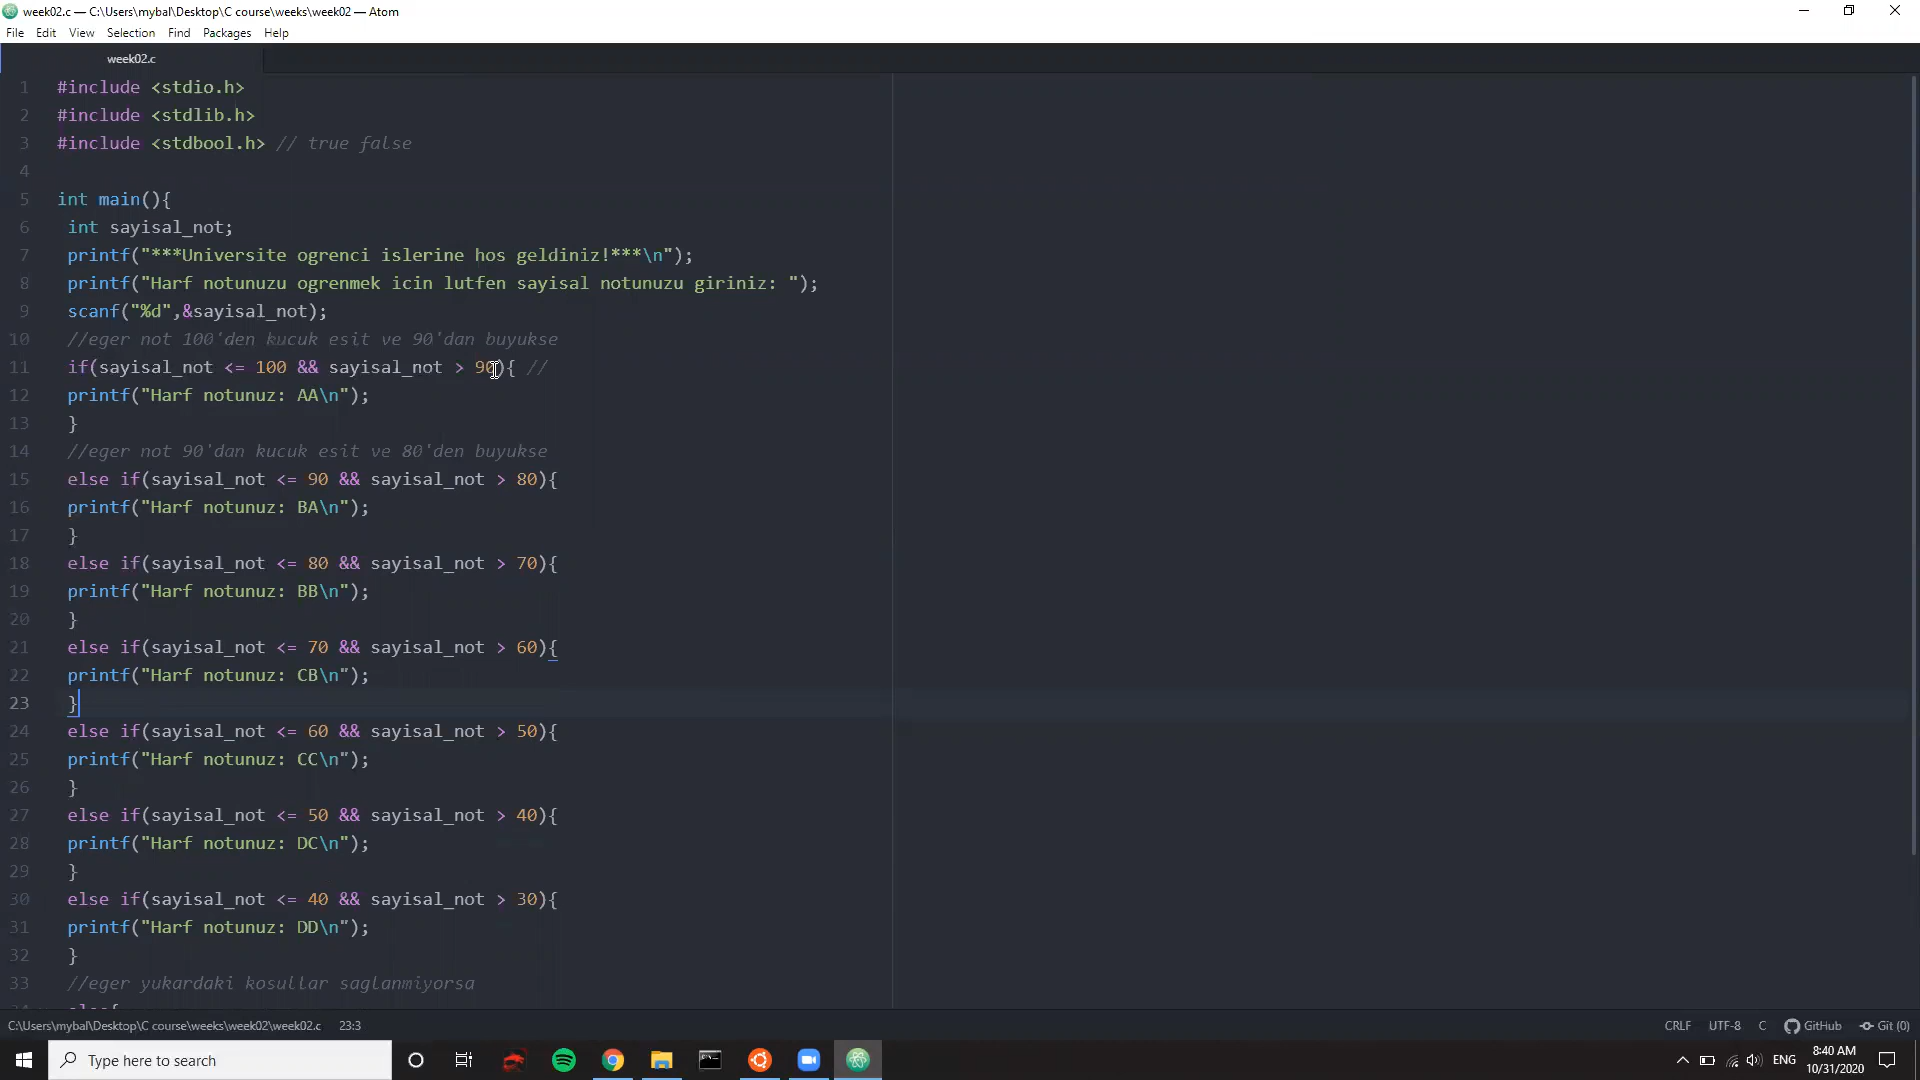 week02.c — C:\Users\mybal\Desktop\C course\weeks\week02 — Atom
File Edit View Selection Find Packages Help
week02.c
1 #include <stdio.h>
2 #include <stdlib.h>
3 #include <stdbool.h> // true false
4
5 int main(){
6 int sayisal_not;
7 printf("***Universite ogrenci islerine hos geldiniz!***\n");
8 printf("Harf notunuzu ogrenmek icin lutfen sayisal notunuzu giriniz: ");
9 scanf("%d",&sayisal_not);
10 //eger not 100'den kucuk esit ve 90'dan buyukse
11 if(sayisal_not <= 100 && sayisal_not > 90){ //
12 printf("Harf notunuz: AA\n");
13 }
14 //eger not 90'dan kucuk esit ve 80'den buyukse
15 else if(sayisal_not <= 90 && sayisal_not > 80){
16 printf("Harf notunuz: BA\n");
17 }
18 else if(sayisal_not <= 80 && sayisal_not > 70){
19 printf("Harf notunuz: BB\n");
20 }
21 else if(sayisal_not <= 70 && sayisal_not > 60){
22 printf("Harf notunuz: CB\n");
23 }
24 else if(sayisal_not <= 60 && sayisal_not > 50){
25 printf("Harf notunuz: CC\n");
26 }
27 else if(sayisal_not <= 50 && sayisal_not > 40){
28 printf("Harf notunuz: DC\n");
29 }
30 else if(sayisal_not <= 40 && sayisal_not > 30){
31 printf("Harf notunuz: DD\n");
32 }
33 //eger yukardaki kosullar saglanmiyorsa
else{
C:\Users\mybal\Desktop\C course\weeks\week02\week02.c 23:3 CRLF UTF-8 C GitHub Git (0)
Type here to search ENG 8:40 AM
10/31/2020